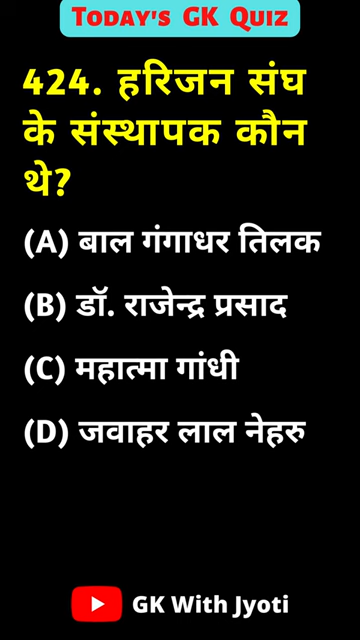 TODAY'S GK QUIZ
424. हरिजन संघ
के संस्थापक कौन
थे?
(A) बाल गंगाधर तिलक
(B) डॉ. राजेन्द्र प्रसाद
(C) महात्मा गांधी
(D) जवाहर लाल नेहरु
GK With Jyoti